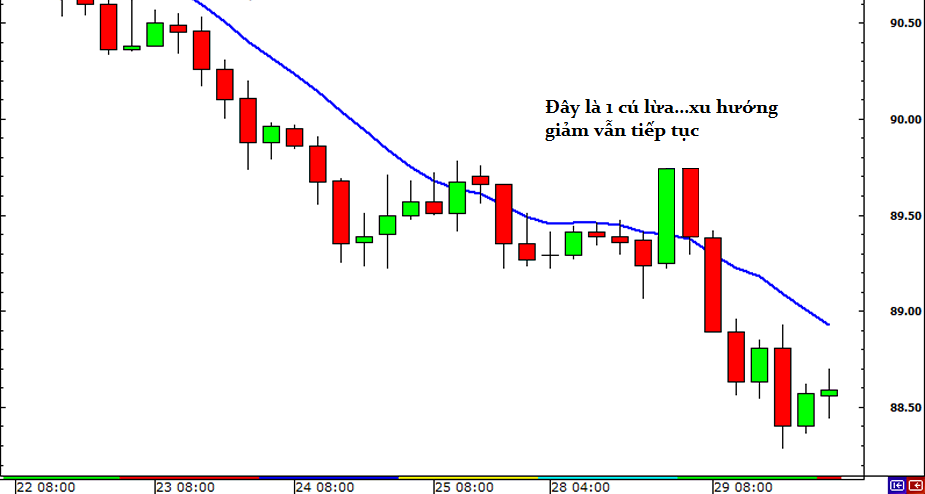 90.50
Đây là 1 cú lừa...xu hướng
giảm vẫn tiếp tục
90.00
89.50
89.00
88.50
22 08:00 23 08:00 24 08:00 25 08:00 28 04:00 29 08:00